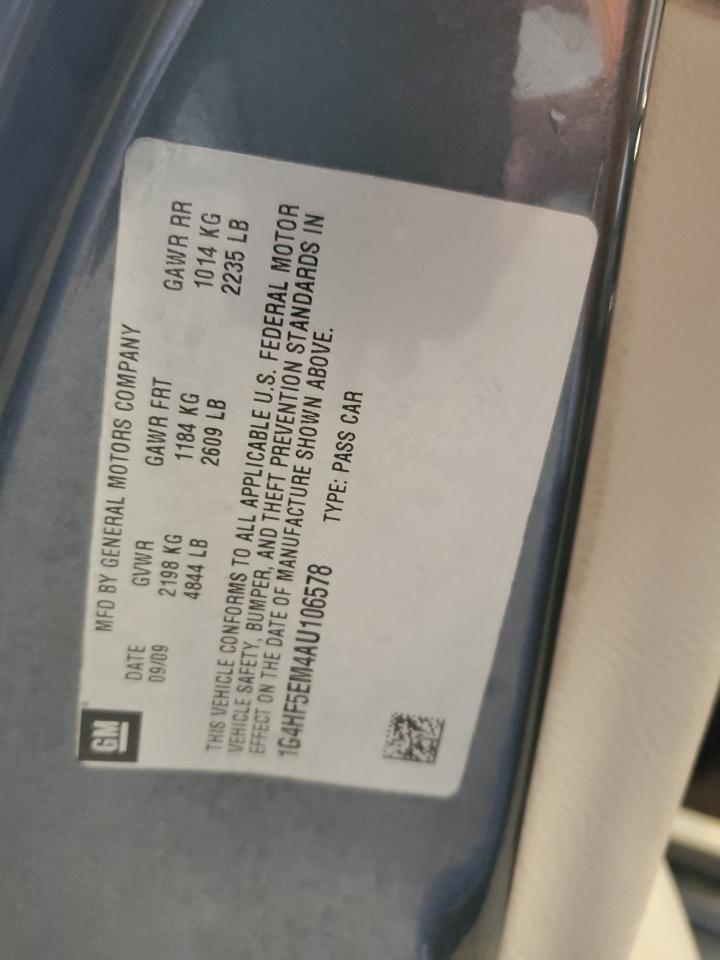 GM
MFD BY GENERAL MOTORS COMPANY
DATE GVWR GAWR FRT GAWR RR
09/09 2198 KG 1184 KG 1014 KG
4844 LB 2609 LB 2235 LB
THIS VEHICLE CONFORMS TO ALL APPLICABLE U.S. FEDERAL MOTOR
VEHICLE SAFETY, BUMPER, AND THEFT PREVENTION STANDARDS IN
EFFECT ON THE DATE OF MANUFACTURE SHOWN ABOVE.
1G4HF5EM4AU106578 TYPE: PASS CAR